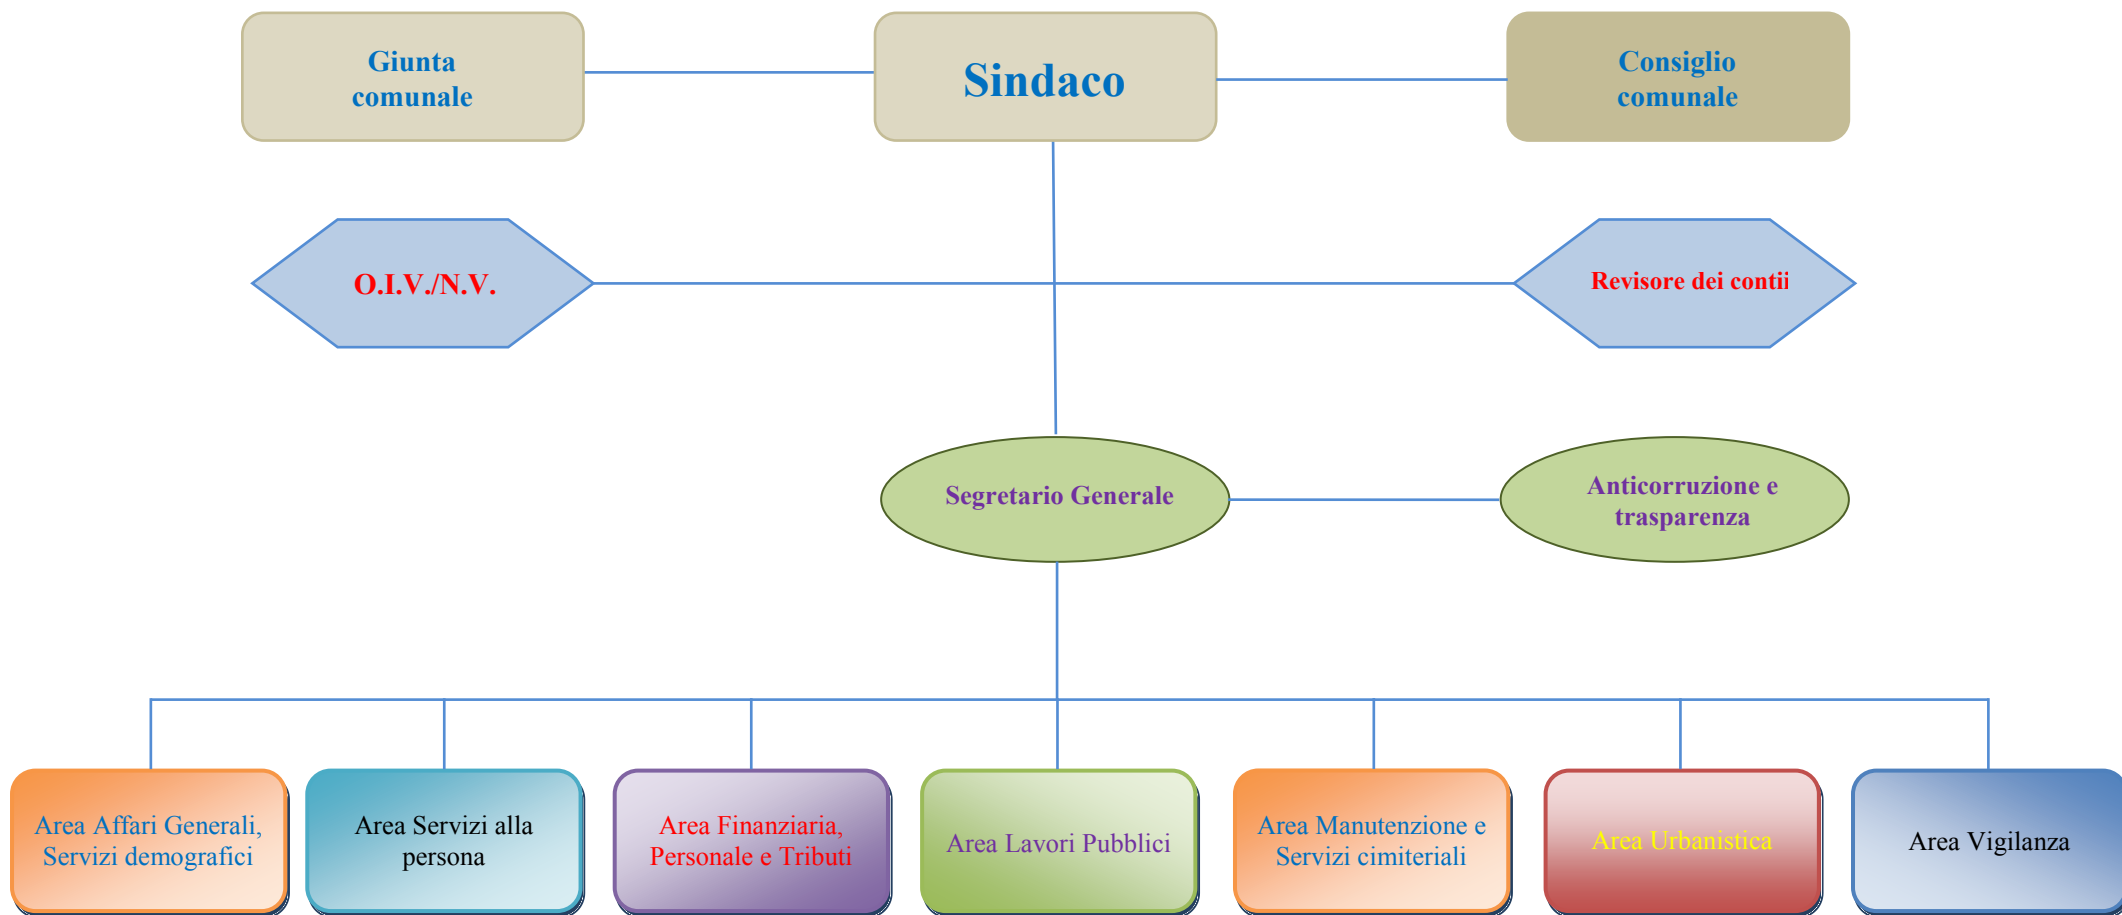 Giunta
comunale
Sindaco
Consiglio
comunale
O.I.V./N.V.
Revisore dei contii
Segretario Generale
Anticorruzione e
trasparenza
Area Affari Generali,
Servizi demografici
Area Servizi alla
persona
Area Finanziaria,
Personale e Tributi
Area Lavori Pubblici
Area Manutenzione e
Servizi cimiteriali
Area Urbanistica
Area Vigilanza